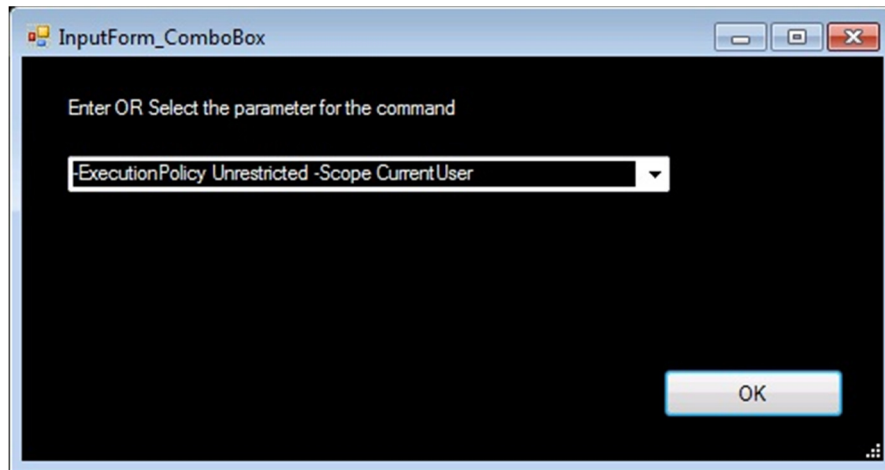 InputForm_ComboBox
Enter OR Select the parameter for the command
-ExecutionPolicy Unrestricted -Scope CurrentUser
OK